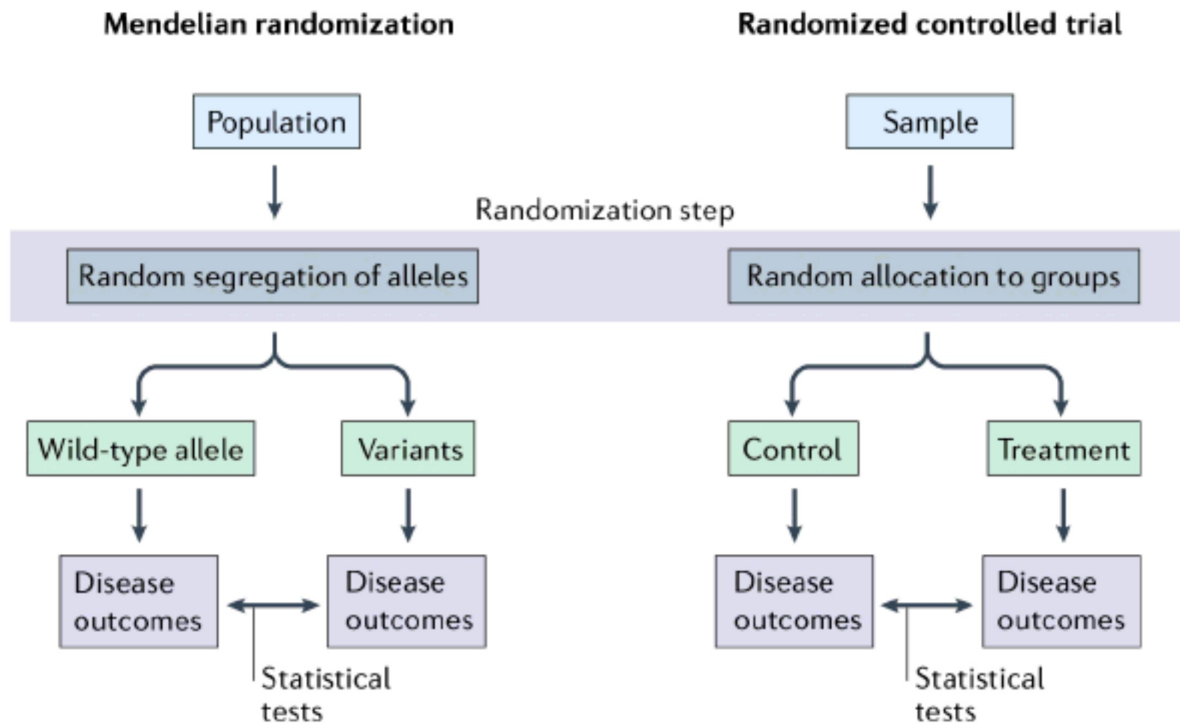 Mendelian randomization
Randomized controlled trial
Population
Sample
Randomization step
Random segregation of alleles
Random allocation to groups
Wild-type allele
Variants
Control
Treatment
Disease
outcomes
Disease
outcomes
Disease
outcomes
Disease
outcomes
Statistical
tests
Statistical
tests